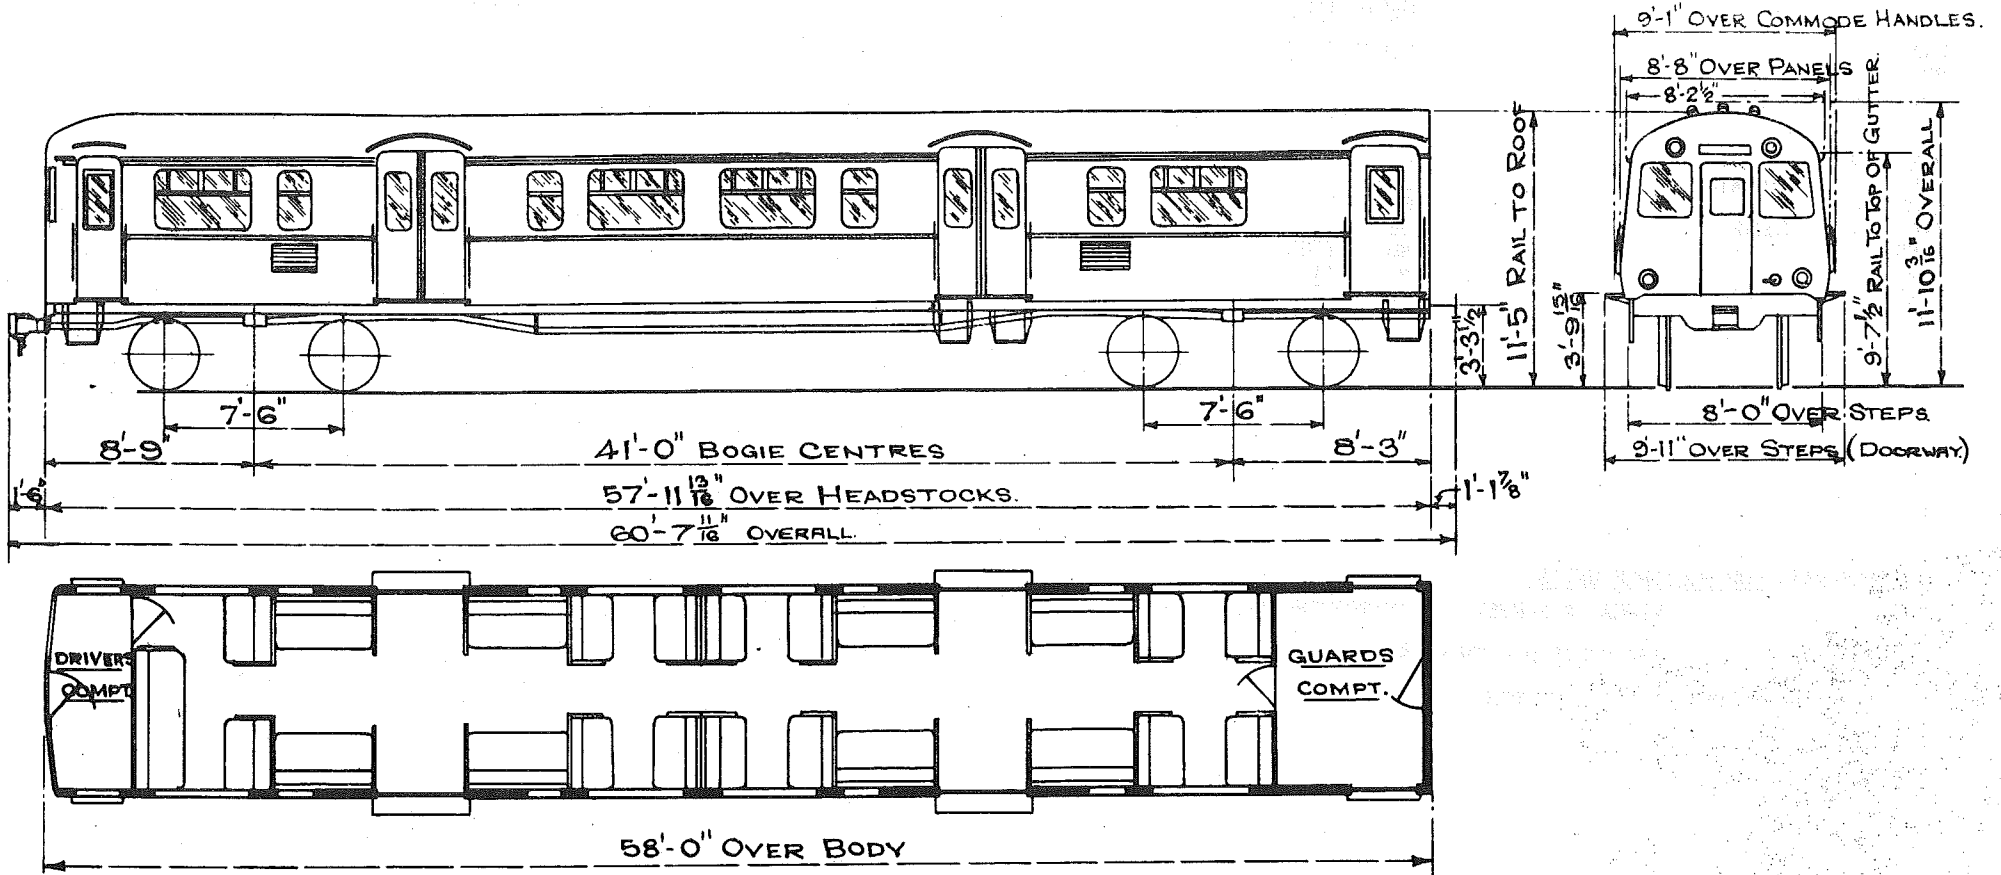 9'-1" OVER COMMODE HANDLES.
8'-8" OVER PANELS
8'-2½"
11'-5" RAIL TO ROOF
3'-3½"
3'-9 15/16"
9'-7½" RAIL TO TOP OF GUTTER.
11'-10 3/16" OVERALL
7'-6"
7'-6"
8'-0" OVER STEPS
8'-9"
41'-0" BOGIE CENTRES
8'-3"
9'-11" OVER STEPS (DOORWAY)
1'-6"
57'-11 13/16" OVER HEADSTOCKS.
1'-1⅞"
60'-7 11/16" OVERALL.
DRIVERS
COMPT
GUARDS
COMPT.
58'-0" OVER BODY